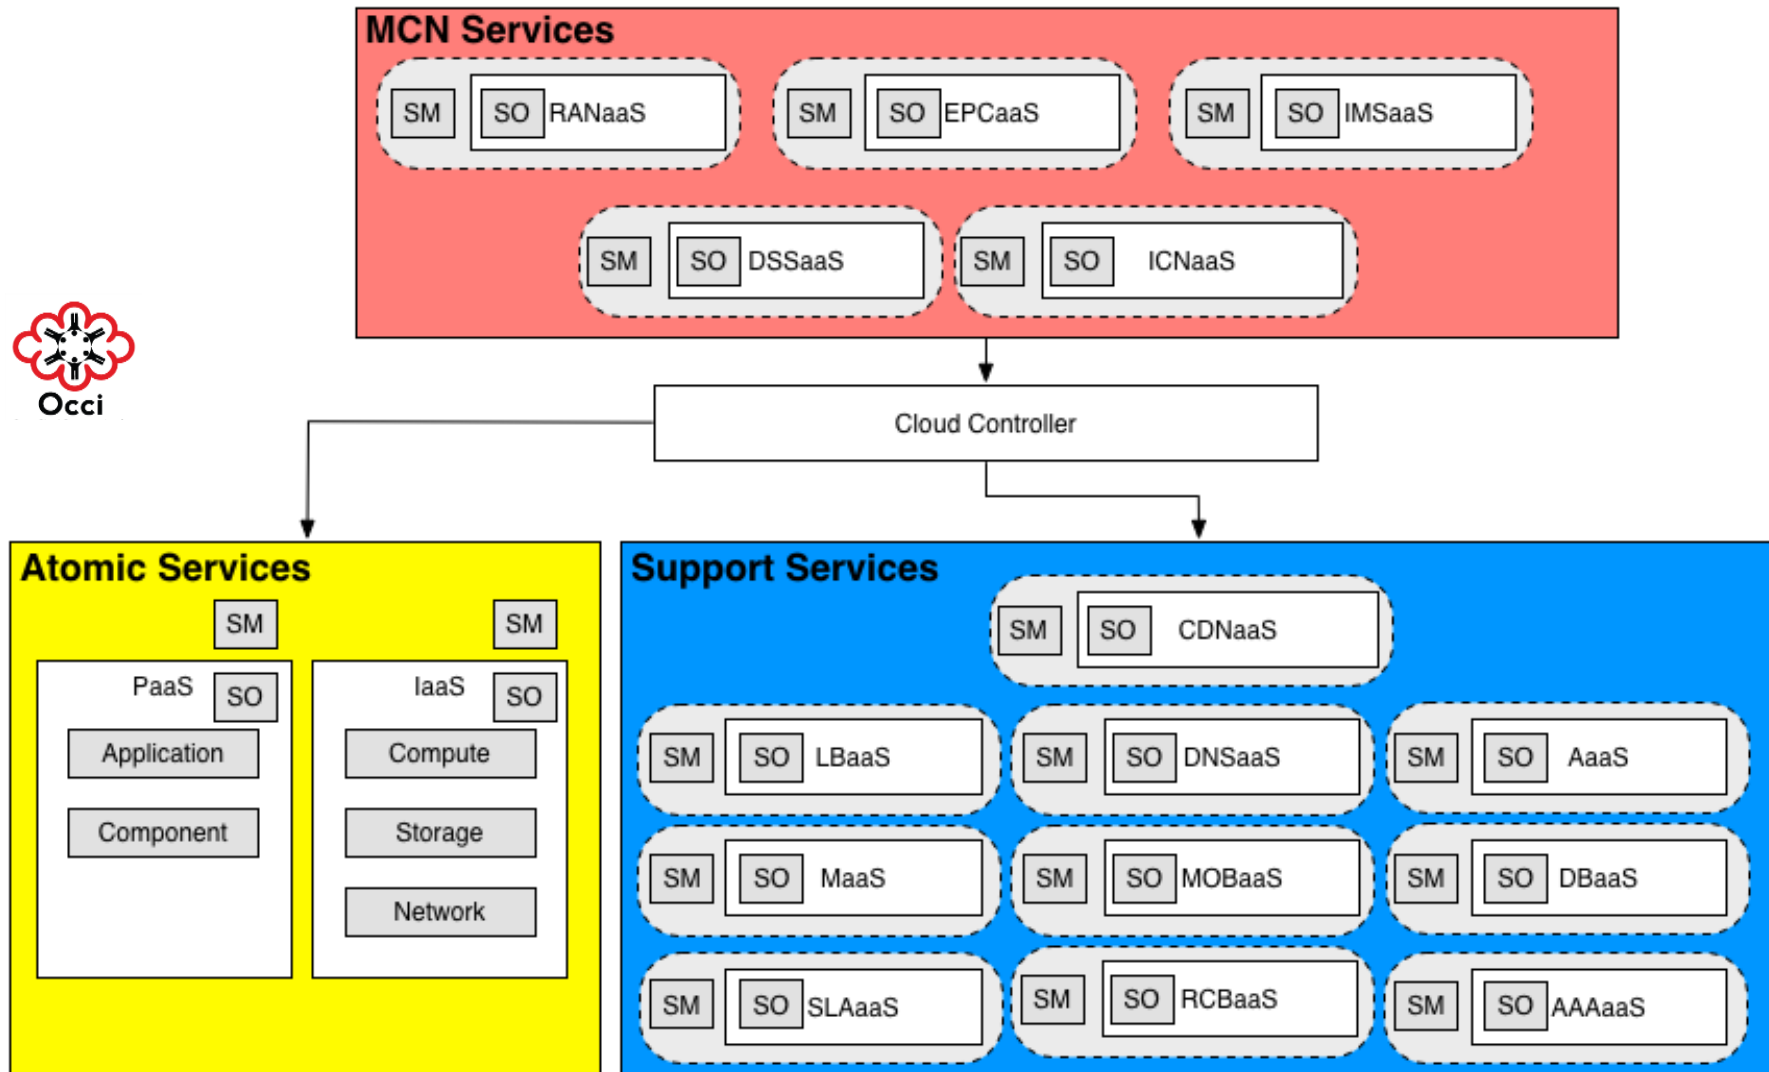 MCN Services
SM SO RANaaS SM SO EPCaaS SM SO IMSaaS
SM SO DSSaaS SM SO ICNaaS
Occi
Cloud Controller
Atomic Services
SM SM
PaaS SO IaaS SO
Application Compute
Component Storage
Network
Support Services
SM SO CDNaaS
SM SO LBaaS SM SO DNSaaS SM SO AaaS
SM SO MaaS SM SO MOBaaS SM SO DBaaS
SM SO SLAaaS SM SO RCBaaS SM SO AAAaaS